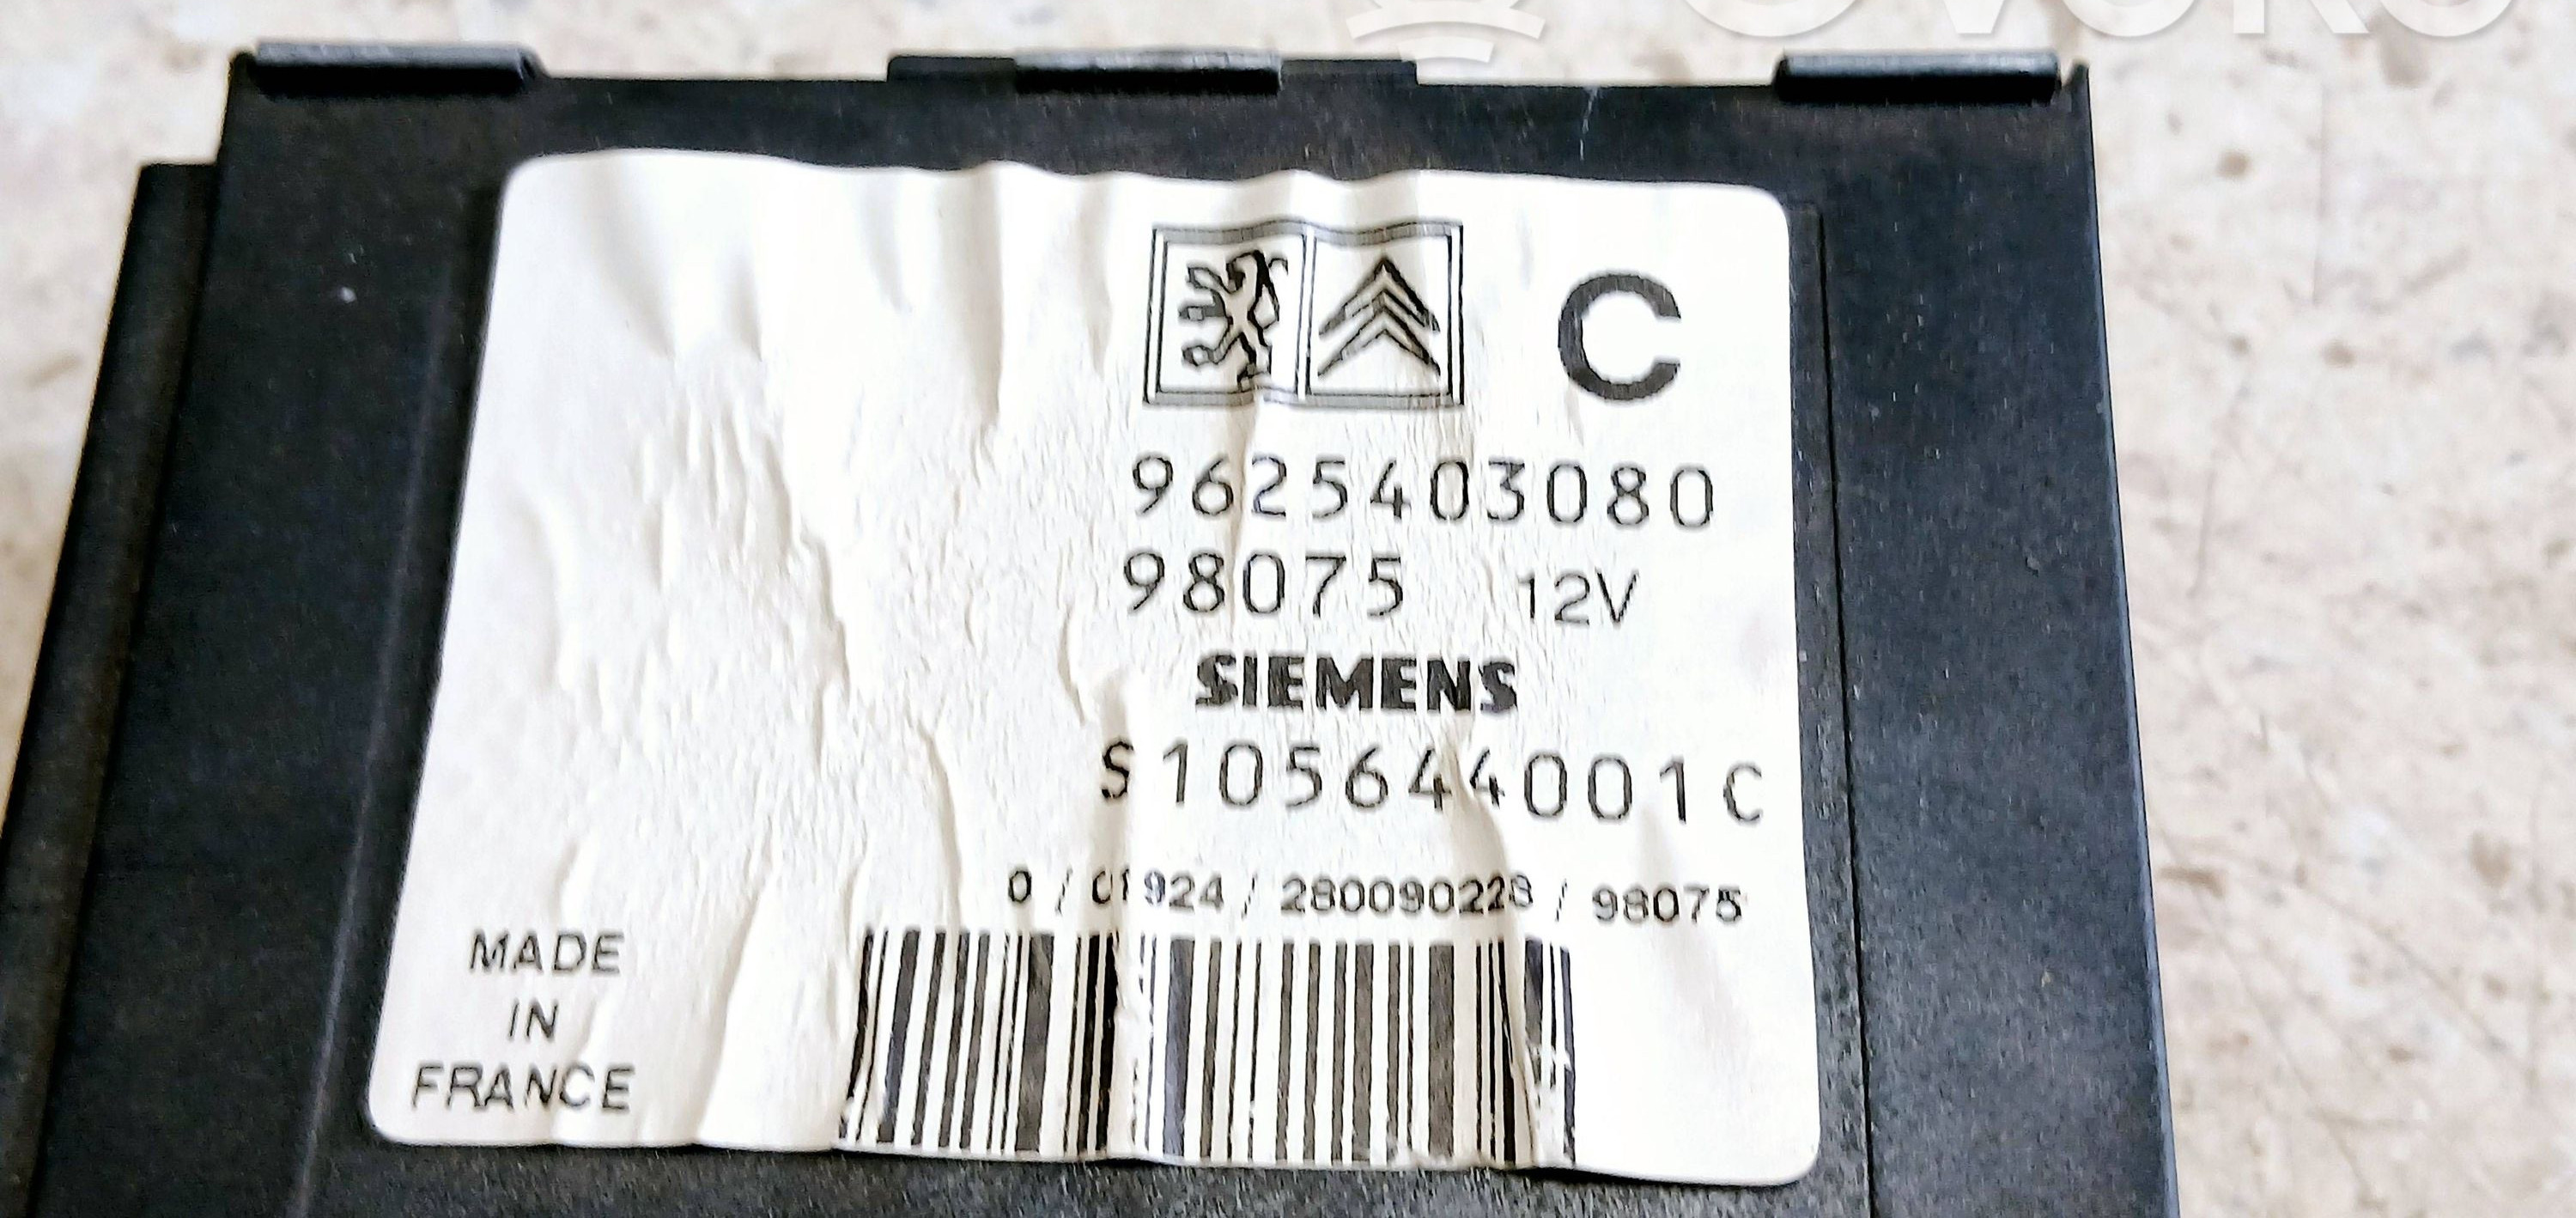 C
9625403080
98075 12V
SIEMENS
S105644001C
0 / 01924 / 280090228 / 98075
MADE
IN
FRANCE